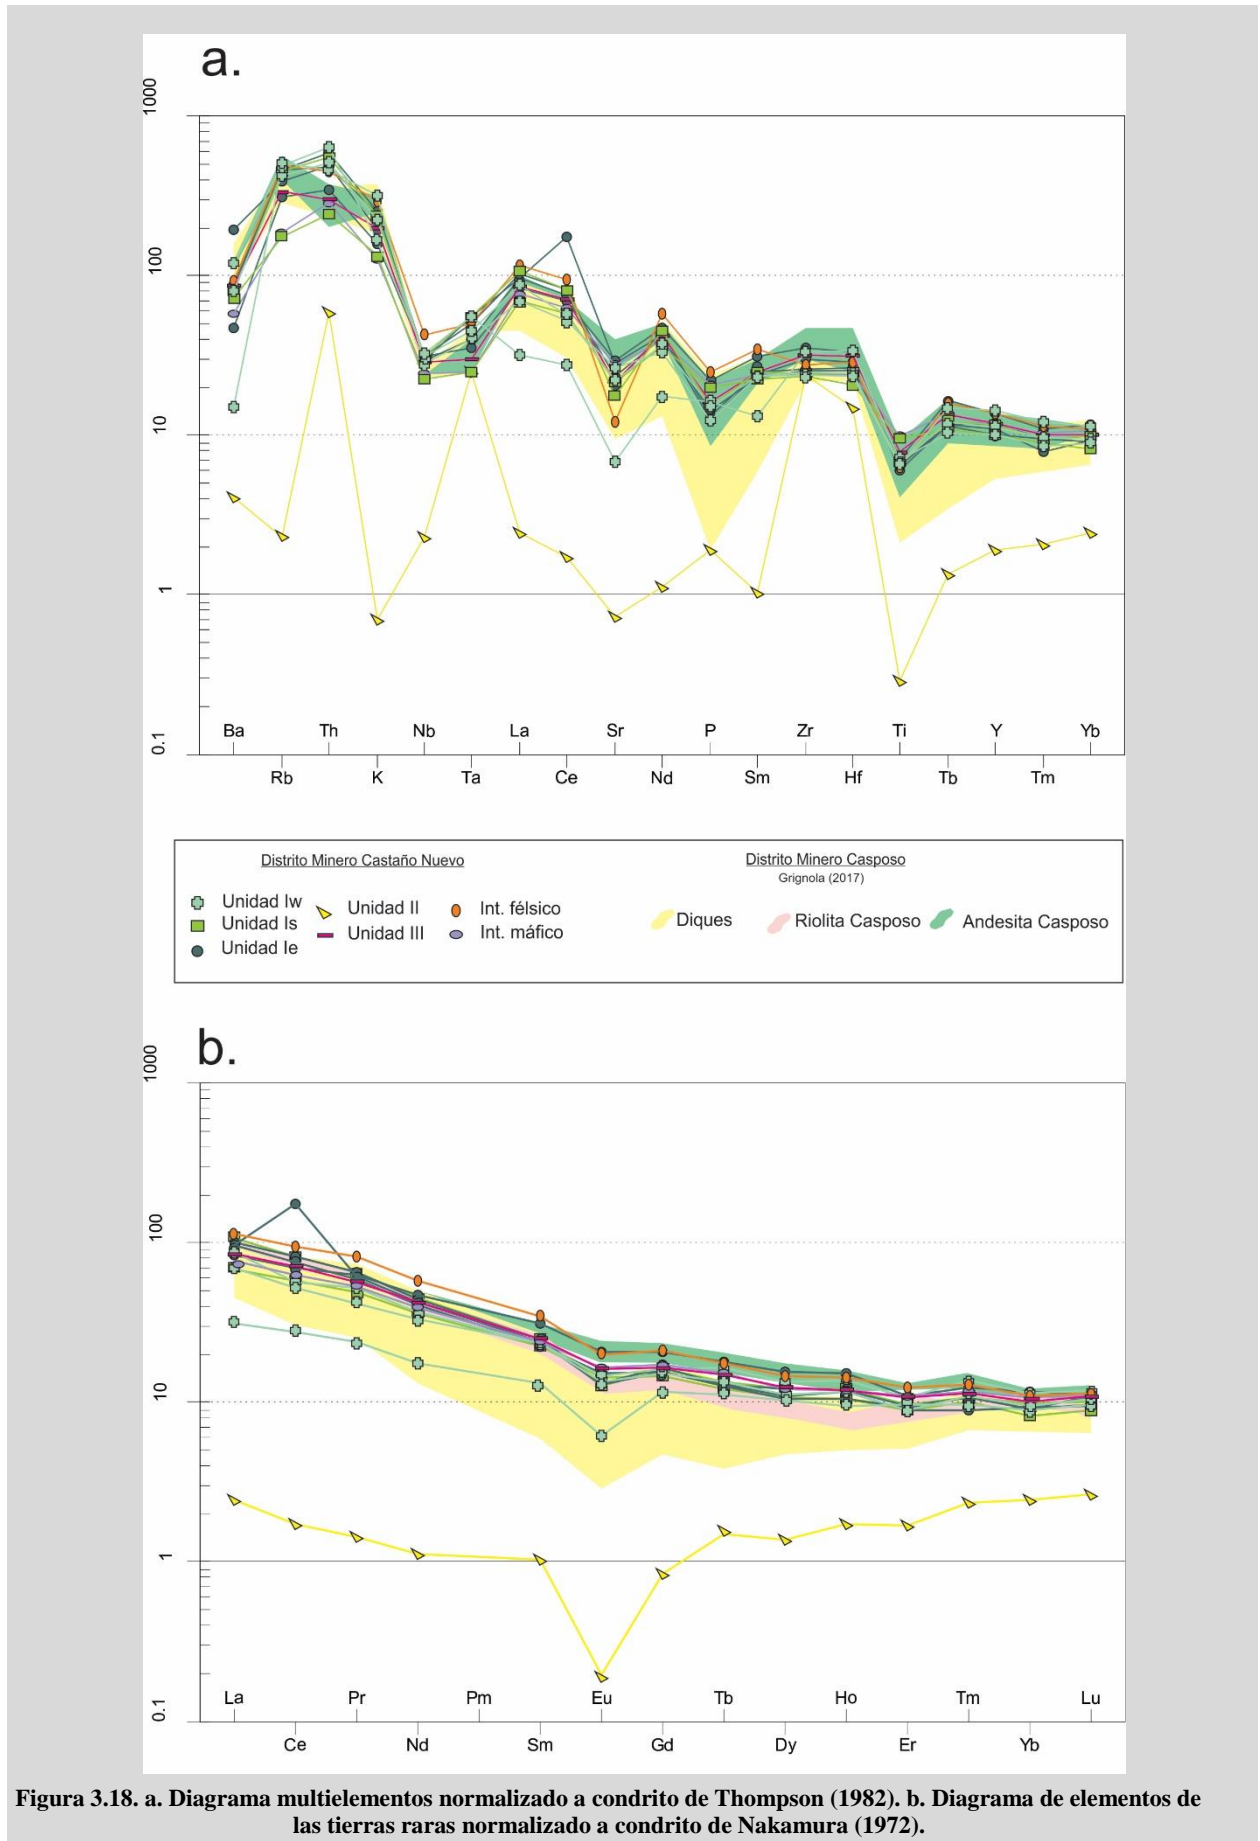 a.
1000
100
10
1
0.1
Ba Th Nb La Sr P Zr Ti Y Yb
Rb K Ta Ce Nd Sm Hf Tb Tm
Distrito Minero Castaño Nuevo
Unidad Iw
Unidad Is
Unidad Ie
Unidad II
Unidad III
Int. félsico
Int. máfico
Distrito Minero Casposo
Grignola (2017)
Diques
Riolita Casposo
Andesita Casposo
b.
1000
100
10
1
0.1
La Pr Pm Eu Tb Ho Tm Lu
Ce Nd Sm Gd Dy Er Yb
Figura 3.18. a. Diagrama multielementos normalizado a condrito de Thompson (1982). b. Diagrama de elementos de
las tierras raras normalizado a condrito de Nakamura (1972).